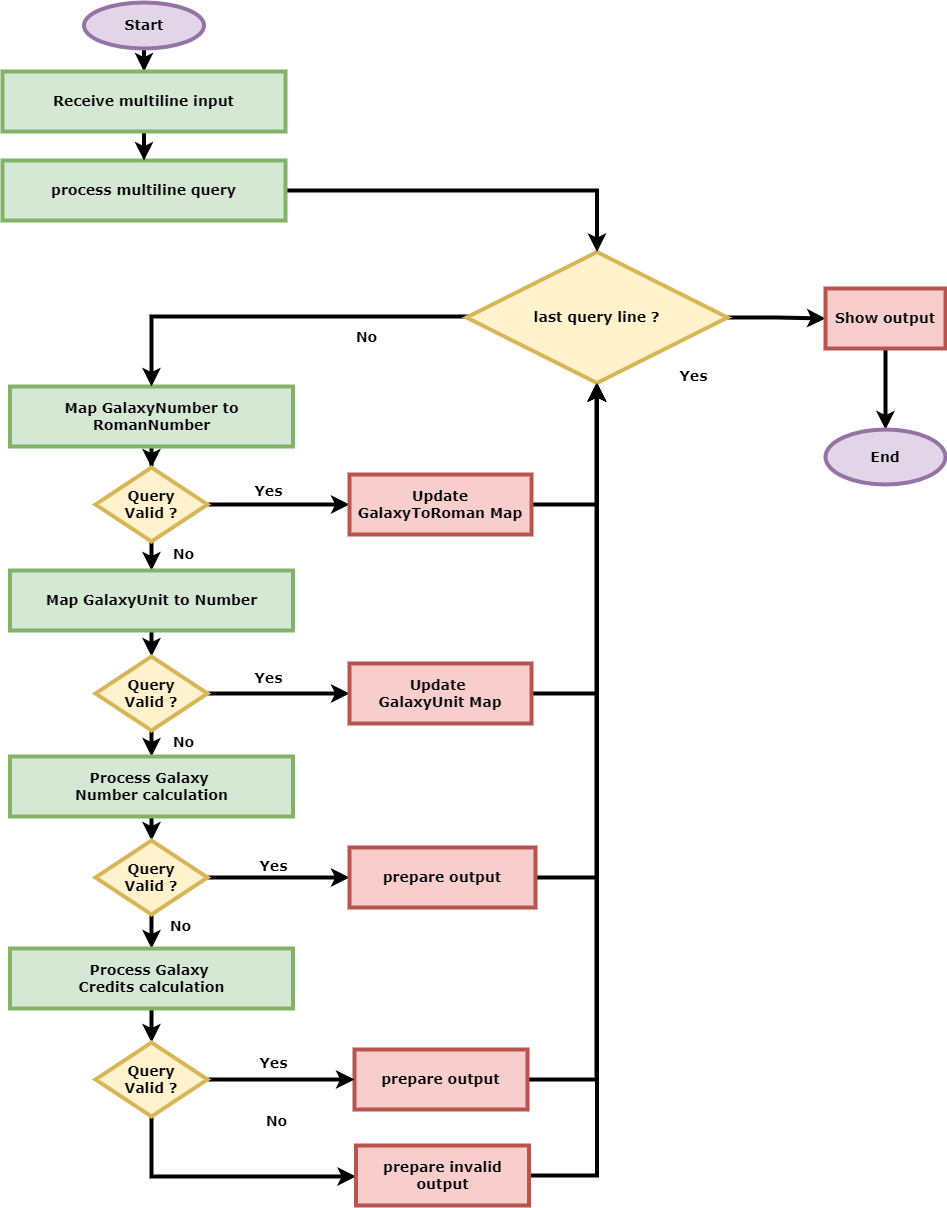 Start
Receive multiline input
process multiline query
last query line ?
Show output
No
Yes
End
Map GalaxyNumber to
RomanNumber
Query
Valid ?
Yes
Update
GalaxyToRoman Map
No
Map GalaxyUnit to Number
Query
Valid ?
Yes
Update
GalaxyUnit Map
No
Process Galaxy
Number calculation
Query
Valid ?
Yes
prepare output
No
Process Galaxy
Credits calculation
Query
Valid ?
Yes
prepare output
No
prepare invalid
output